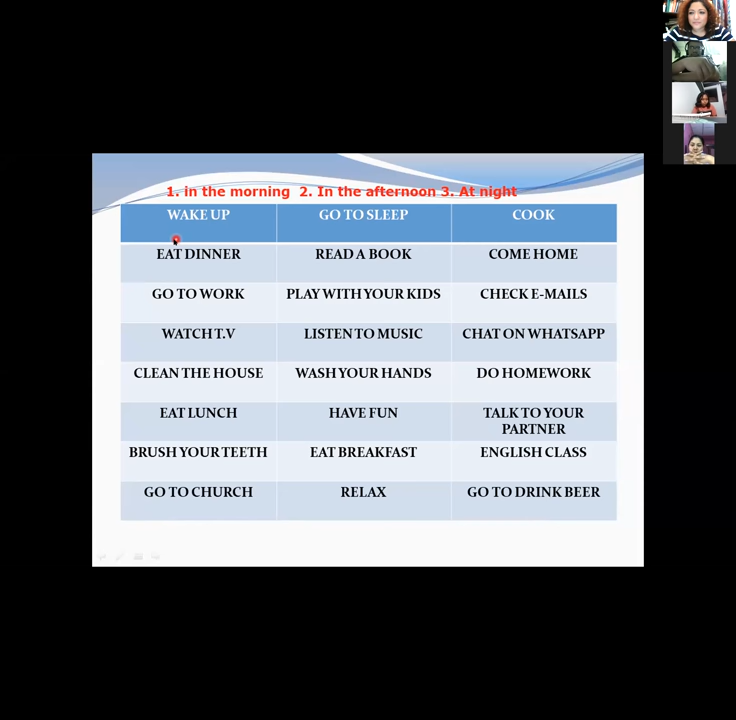 1. in the morning 2. In the afternoon 3. At night
WAKE UP GO TO SLEEP COOK
EAT DINNER READ A BOOK COME HOME
GO TO WORK PLAY WITH YOUR KIDS CHECK E-MAILS
WATCH T.V LISTEN TO MUSIC CHAT ON WHATSAPP
CLEAN THE HOUSE WASH YOUR HANDS DO HOMEWORK
EAT LUNCH HAVE FUN TALK TO YOUR
PARTNER
BRUSH YOUR TEETH EAT BREAKFAST ENGLISH CLASS
GO TO CHURCH RELAX GO TO DRINK BEER